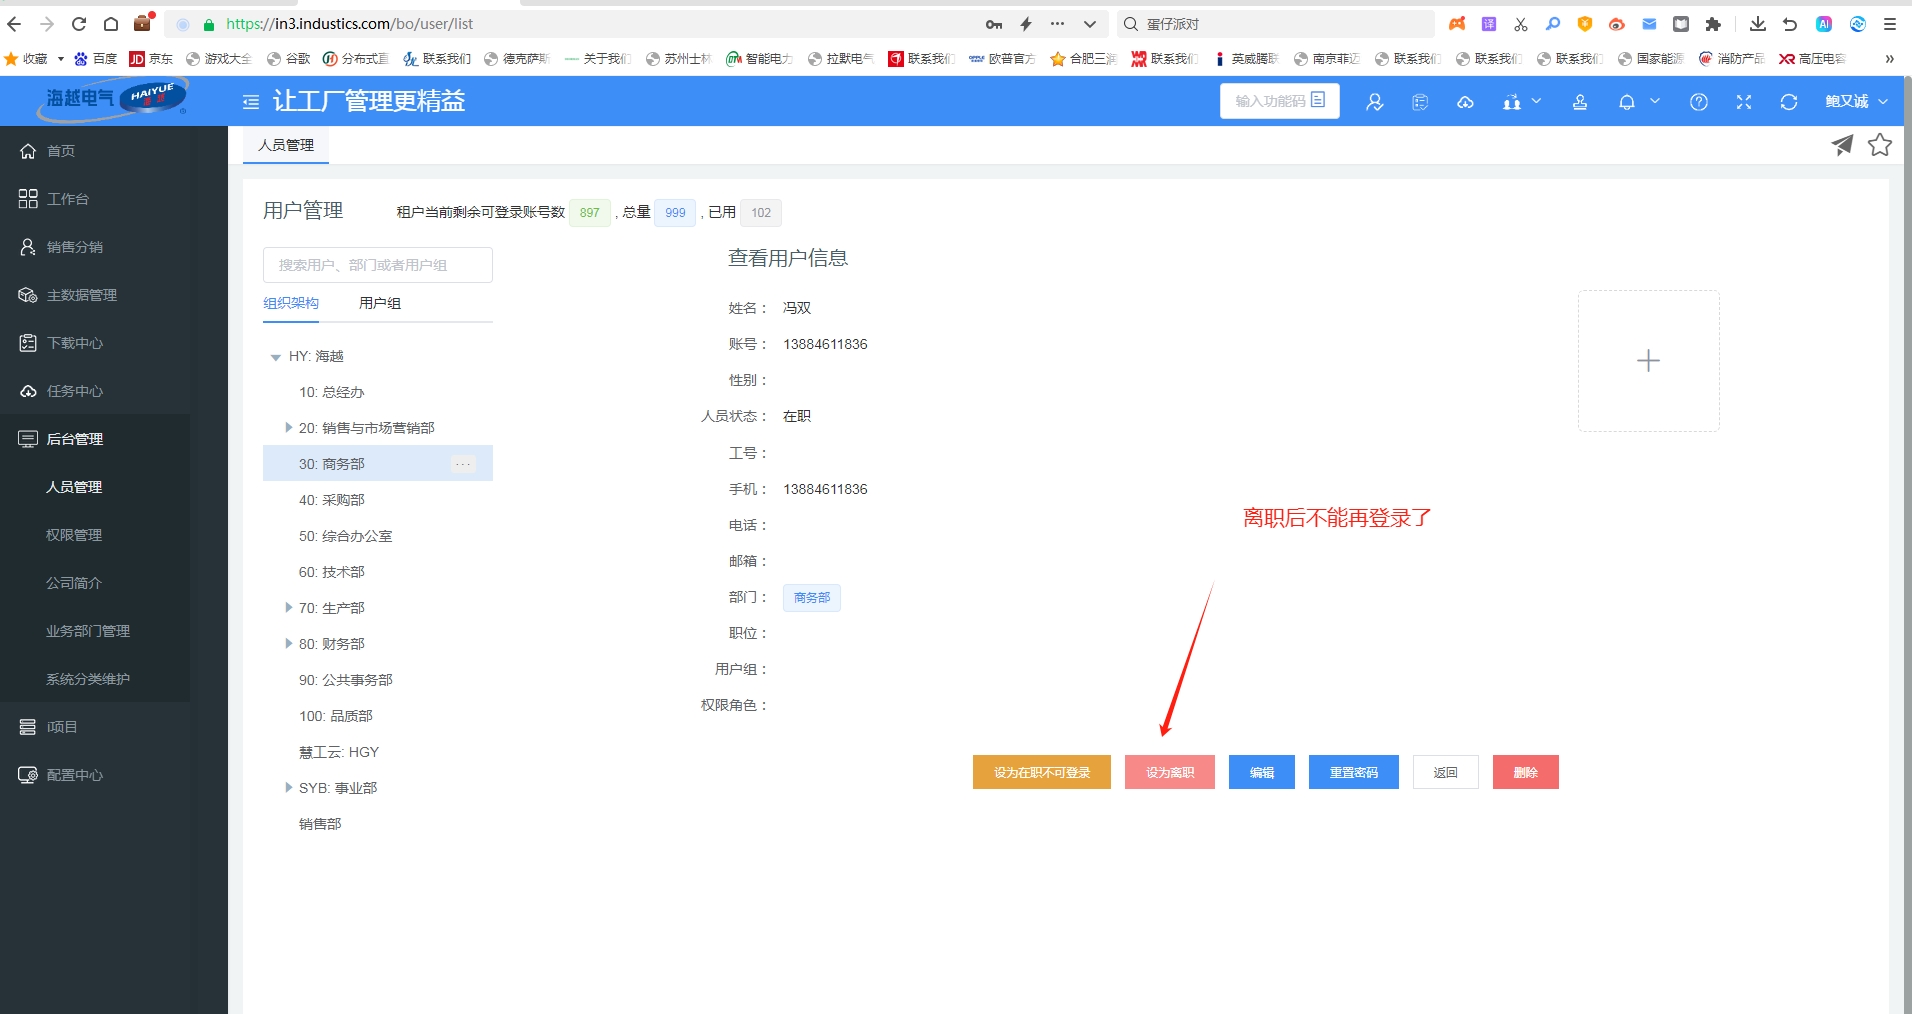 https://in3.industics.com/bo/user/list
蛋仔派对
收藏 百度 京东 游戏大全 谷歌 分布式直 联系我们 德克萨斯 关于我们 苏州士林 智能电力 拉默电气 联系我们 欧普官方 合肥三淮 联系我们 英威腾联 南京菲迈 联系我们 联系我们 联系我们 国家能源 消防产品 高压电容
海越电气 HAIYUE 海越
让工厂管理更精益
输入功能码
鲍又诚
首页
工作台
销售分销
主数据管理
下载中心
任务中心
后台管理
人员管理
权限管理
公司简介
业务部门管理
系统分类维护
i项目
配置中心
人员管理
用户管理
租户当前剩余可登录账号数 897 , 总量 999 , 已用 102
搜索用户、部门或者用户组
组织架构 用户组
HY: 海越
10: 总经办
20: 销售与市场营销部
30: 商务部 ...
40: 采购部
50: 综合办公室
60: 技术部
70: 生产部
80: 财务部
90: 公共事务部
100: 品质部
慧工云: HGY
SYB: 事业部
销售部
查看用户信息
姓名： 冯双
账号： 13884611836
性别：
人员状态： 在职
工号：
手机： 13884611836
电话：
邮箱：
部门： 商务部
职位：
用户组：
权限角色：
离职后不能再登录了
设为在职不可登录 设为离职 编辑 重置密码 返回 删除